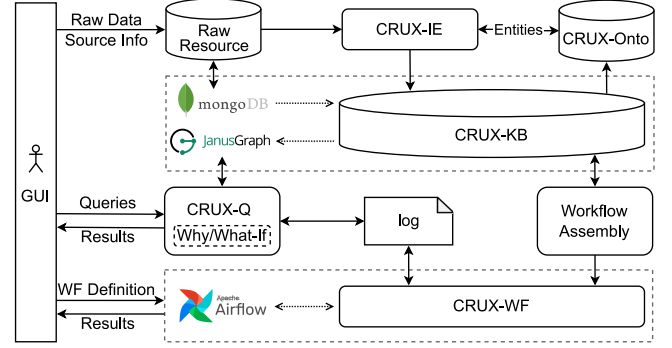 Raw Data
Source Info
Raw
Resource
CRUX-IE
Entities
CRUX-Onto
mongoDB
JanusGraph
CRUX-KB
GUI
Queries
Results
CRUX-Q
Why/What-If
log
Workflow
Assembly
WF Definition
Results
Apache
Airflow
CRUX-WF